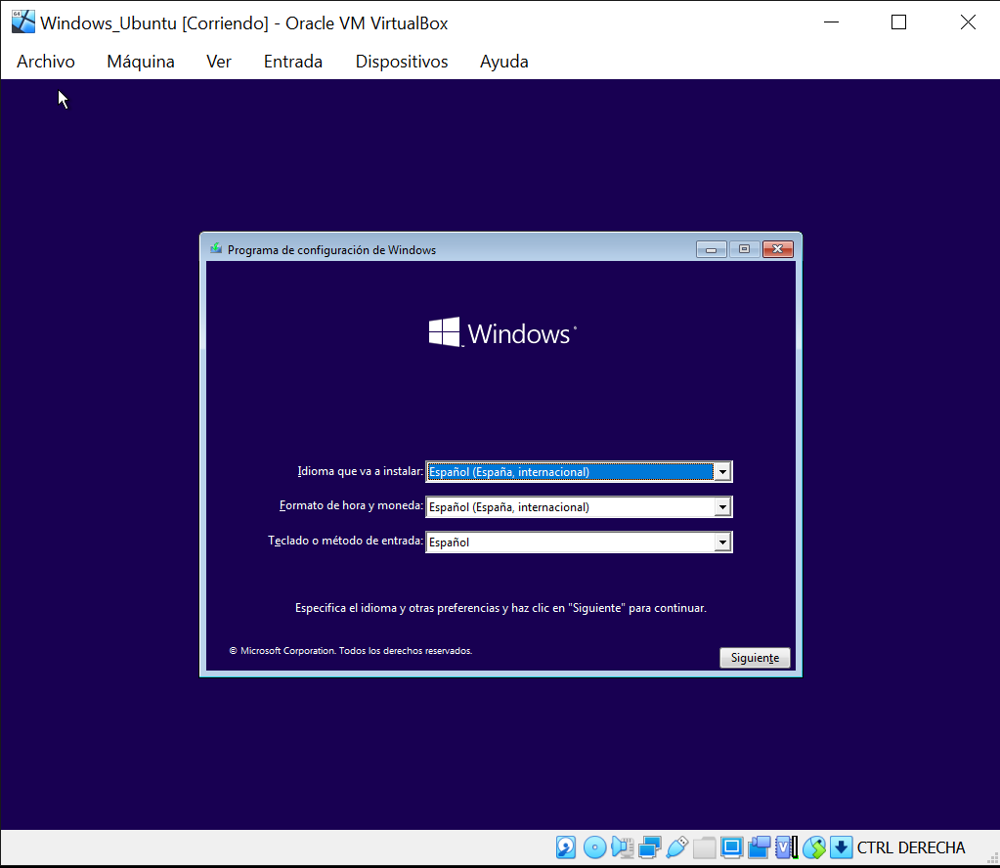 Windows_Ubuntu [Corriendo] - Oracle VM VirtualBox
Archivo Máquina Ver Entrada Dispositivos Ayuda
Programa de configuración de Windows
Windows
Idioma que va a instalar: Español (España, internacional)
Formato de hora y moneda: Español (España, internacional)
Teclado o método de entrada: Español
Especifica el idioma y otras preferencias y haz clic en "Siguiente" para continuar.
© Microsoft Corporation. Todos los derechos reservados.
Siguiente
CTRL DERECHA